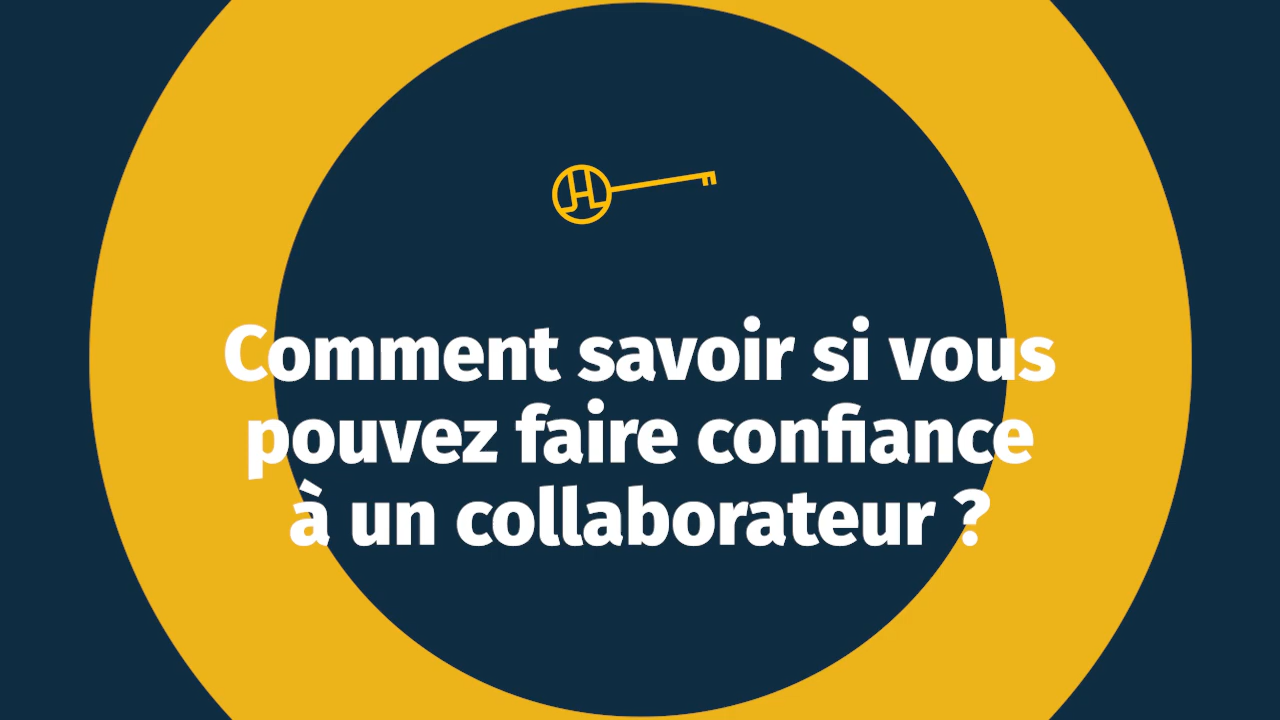 Comment savoir si vous
pouvez faire confiance
à un collaborateur ?